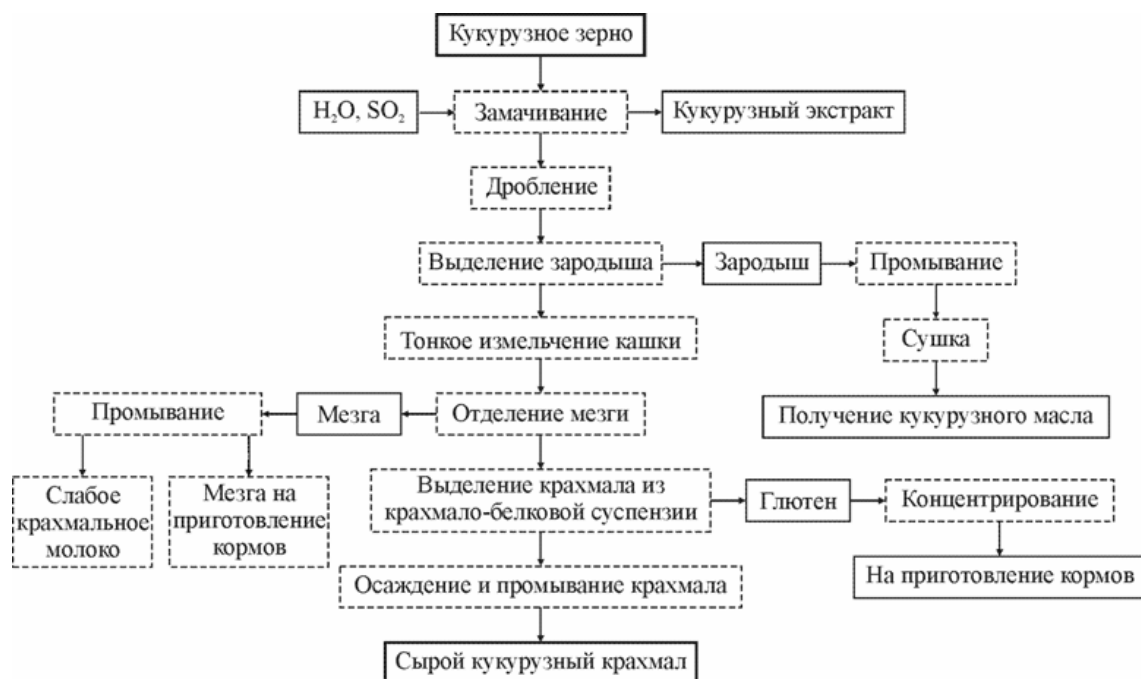 Кукурузное зерно
H₂O, SO₂
Замачивание
Кукурузный экстракт
Дробление
Выделение зародыша
Зародыш
Промывание
Тонкое измельчение кашки
Сушка
Промывание
Мезга
Отделение мезги
Получение кукурузного масла
Слабое
крахмальное
молоко
Мезга на
приготовление
кормов
Выделение крахмала из
крахмало-белковой суспензии
Глютен
Концентрирование
Осаждение и промывание крахмала
На приготовление кормов
Сырой кукурузный крахмал